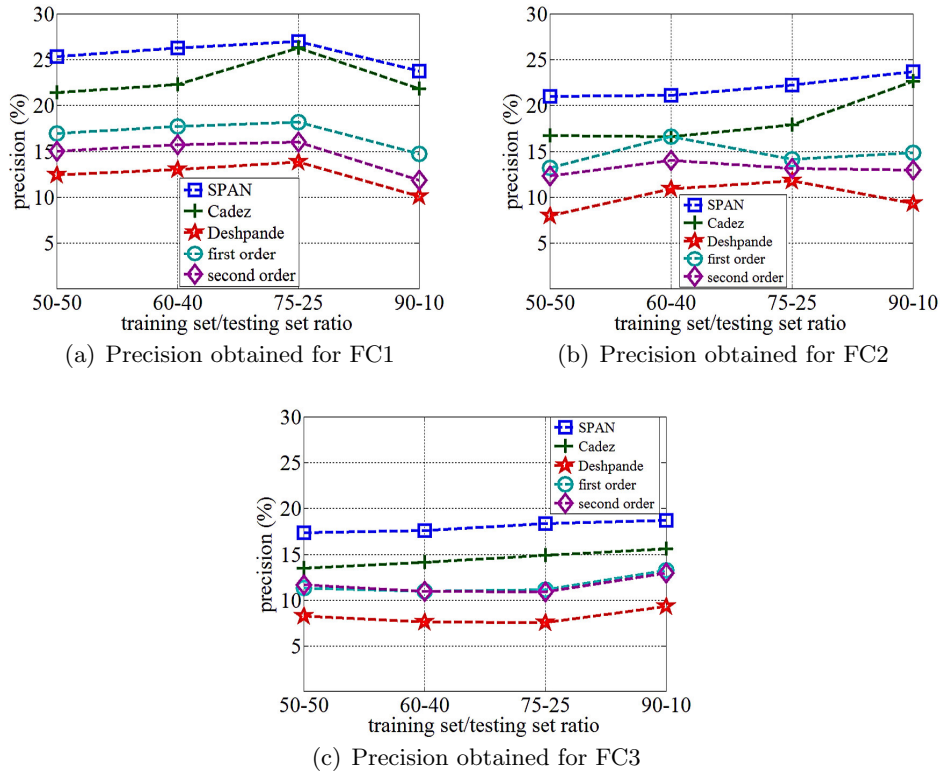 30
25
20
15
10
5
precision (%)
SPAN
Cadez
Deshpande
first order
second order
50-50 60-40 75-25 90-10
training set/testing set ratio
(a) Precision obtained for FC1
30
25
20
15
10
5
precision (%)
SPAN
Cadez
Deshpande
first order
second order
50-50 60-40 75-25 90-10
training set/testing set ratio
(b) Precision obtained for FC2
30
25
20
15
10
5
precision (%)
SPAN
Cadez
Deshpande
first order
second order
50-50 60-40 75-25 90-10
training set/testing set ratio
(c) Precision obtained for FC3